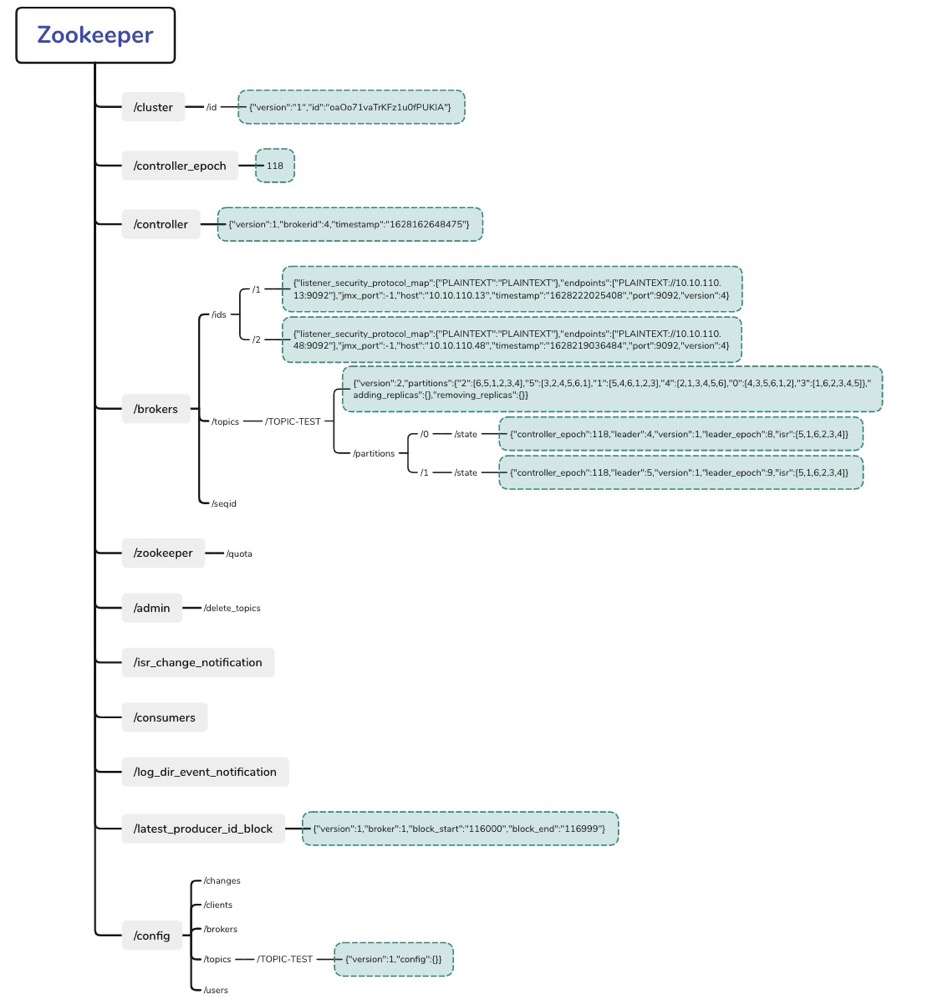 Zookeeper
/cluster
/id
{"version":"1","id":"oaOo71vaTrKFz1u0fPUKIA"}
/controller_epoch
118
/controller
{"version":1,"brokerid":4,"timestamp":"1628162648475"}
/brokers
/ids
/1
{"listener_security_protocol_map":{"PLAINTEXT":"PLAINTEXT"},"endpoints":["PLAINTEXT://10.10.110.
13:9092"],"jmx_port":-1,"host":"10.10.110.13","timestamp":"1628222025408","port":9092,"version":4}
/2
{"listener_security_protocol_map":{"PLAINTEXT":"PLAINTEXT"},"endpoints":["PLAINTEXT://10.10.110.
48:9092"],"jmx_port":-1,"host":"10.10.110.48","timestamp":"1628219036484","port":9092,"version":4}
/topics
/TOPIC-TEST
{"version":2,"partitions":{"2":[6,5,1,2,3,4],"5":[3,2,4,5,6,1],"1":[5,4,6,1,2,3],"4":[2,1,3,4,5,6],"0":[4,3,5,6,1,2],"3":[1,6,2,3,4,5]},"
adding_replicas":{},"removing_replicas":{}}
/partitions
/0
/state
{"controller_epoch":118,"leader":4,"version":1,"leader_epoch":8,"isr":[5,1,6,2,3,4]}
/1
/state
{"controller_epoch":118,"leader":5,"version":1,"leader_epoch":9,"isr":[5,1,6,2,3,4]}
/seqid
/zookeeper
/quota
/admin
/delete_topics
/isr_change_notification
/consumers
/log_dir_event_notification
/latest_producer_id_block
{"version":1,"broker":1,"block_start":"116000","block_end":"116999"}
/config
/changes
/clients
/brokers
/topics
/TOPIC-TEST
{"version":1,"config":{}}
/users